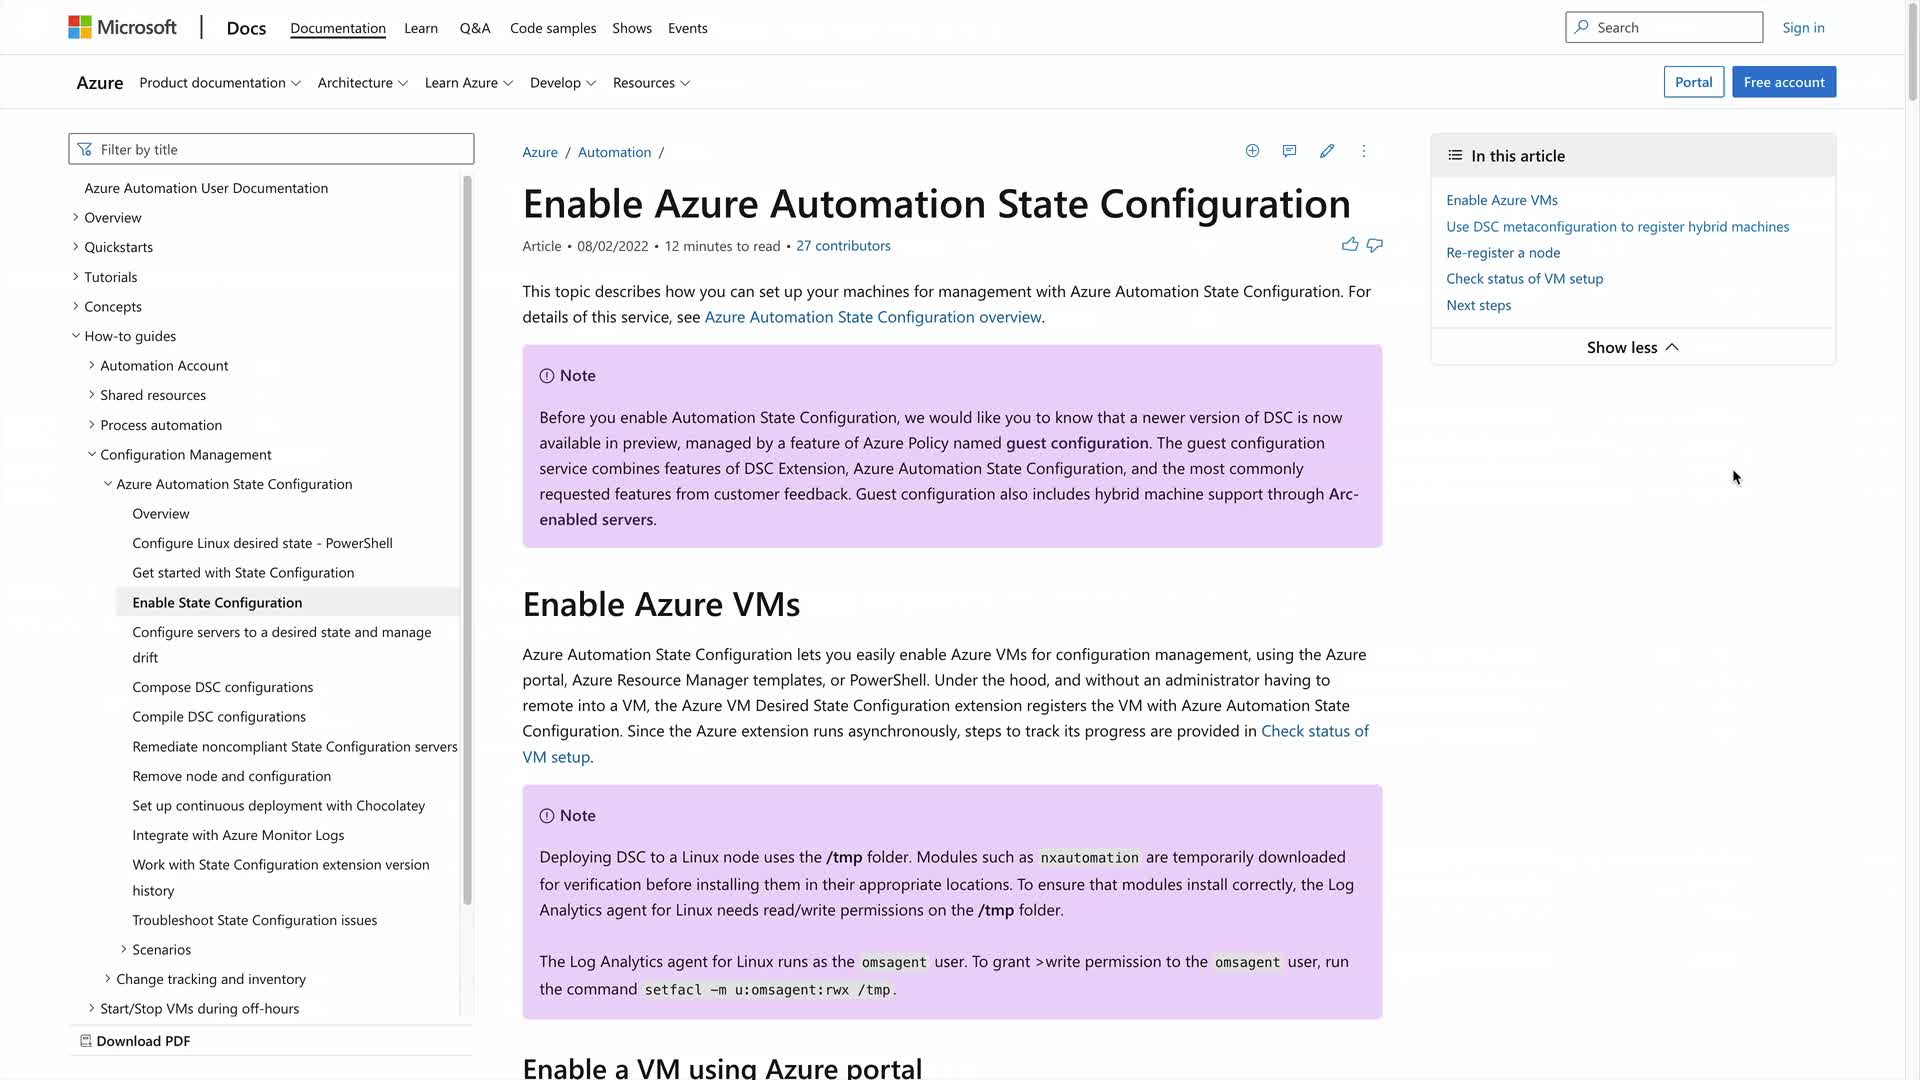 Microsoft
Docs
Documentation
Learn
Q&A
Code samples
Shows
Events
Search
Sign in
Azure
Product documentation
Architecture
Learn Azure
Develop
Resources
Portal
Free account
Filter by title
Azure Automation User Documentation
Overview
Quickstarts
Tutorials
Concepts
How-to guides
Automation Account
Shared resources
Process automation
Configuration Management
Azure Automation State Configuration
Overview
Configure Linux desired state - PowerShell
Get started with State Configuration
Enable State Configuration
Configure servers to a desired state and manage
drift
Compose DSC configurations
Compile DSC configurations
Remediate noncompliant State Configuration servers
Remove node and configuration
Set up continuous deployment with Chocolatey
Integrate with Azure Monitor Logs
Work with State Configuration extension version
history
Troubleshoot State Configuration issues
Scenarios
Change tracking and inventory
Start/Stop VMs during off-hours
Download PDF
Azure / Automation /
Enable Azure Automation State Configuration
Article • 08/02/2022 • 12 minutes to read • 27 contributors
This topic describes how you can set up your machines for management with Azure Automation State Configuration. For
details of this service, see Azure Automation State Configuration overview.
Note
Before you enable Automation State Configuration, we would like you to know that a newer version of DSC is now
available in preview, managed by a feature of Azure Policy named guest configuration. The guest configuration
service combines features of DSC Extension, Azure Automation State Configuration, and the most commonly
requested features from customer feedback. Guest configuration also includes hybrid machine support through Arc-
enabled servers.
Enable Azure VMs
Azure Automation State Configuration lets you easily enable Azure VMs for configuration management, using the Azure
portal, Azure Resource Manager templates, or PowerShell. Under the hood, and without an administrator having to
remote into a VM, the Azure VM Desired State Configuration extension registers the VM with Azure Automation State
Configuration. Since the Azure extension runs asynchronously, steps to track its progress are provided in Check status of
VM setup.
Note
Deploying DSC to a Linux node uses the /tmp folder. Modules such as nxautomation are temporarily downloaded
for verification before installing them in their appropriate locations. To ensure that modules install correctly, the Log
Analytics agent for Linux needs read/write permissions on the /tmp folder.
The Log Analytics agent for Linux runs as the omsagent user. To grant >write permission to the omsagent user, run
the command setfacl -m u:omsagent:rwx /tmp.
Enable a VM using Azure portal
In this article
Enable Azure VMs
Use DSC metaconfiguration to register hybrid machines
Re-register a node
Check status of VM setup
Next steps
Show less